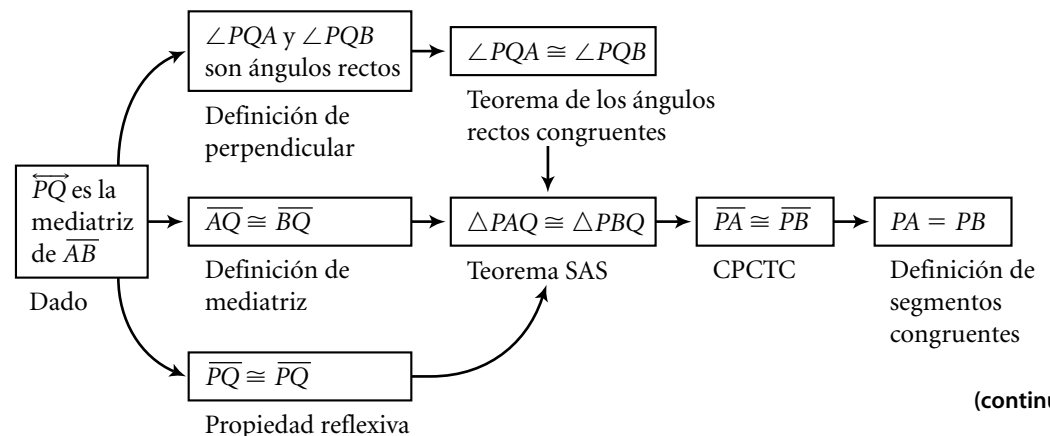 ∠PQA y ∠PQB
son ángulos rectos
Definición de
perpendicular
∠PQA ≅ ∠PQB
Teorema de los ángulos
rectos congruentes
PQ es la
mediatriz
de AB
Dado
AQ ≅ BQ
Definición de
mediatriz
△PAQ ≅ △PBQ
Teorema SAS
PA ≅ PB
CPCTC
PA = PB
Definición de
segmentos
congruentes
PQ ≅ PQ
Propiedad reflexiva
(continu